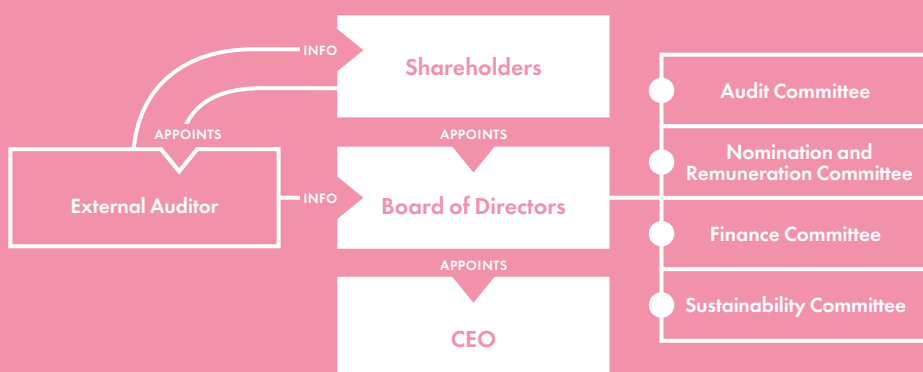 INFO
Shareholders
Audit Committee
APPOINTS
APPOINTS
Nomination and
Remuneration Committee
External Auditor
INFO
Board of Directors
Finance Committee
APPOINTS
Sustainability Committee
CEO